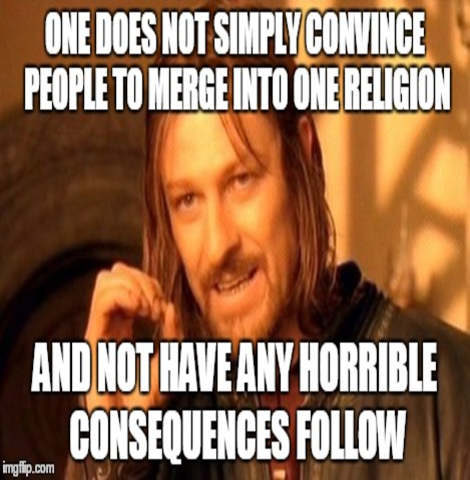 ONE DOES NOT SIMPLY CONVINCE
PEOPLE TO MERGE INTO ONE RELIGION
AND NOT HAVE ANY HORRIBLE
CONSEQUENCES FOLLOW
imgflip.com